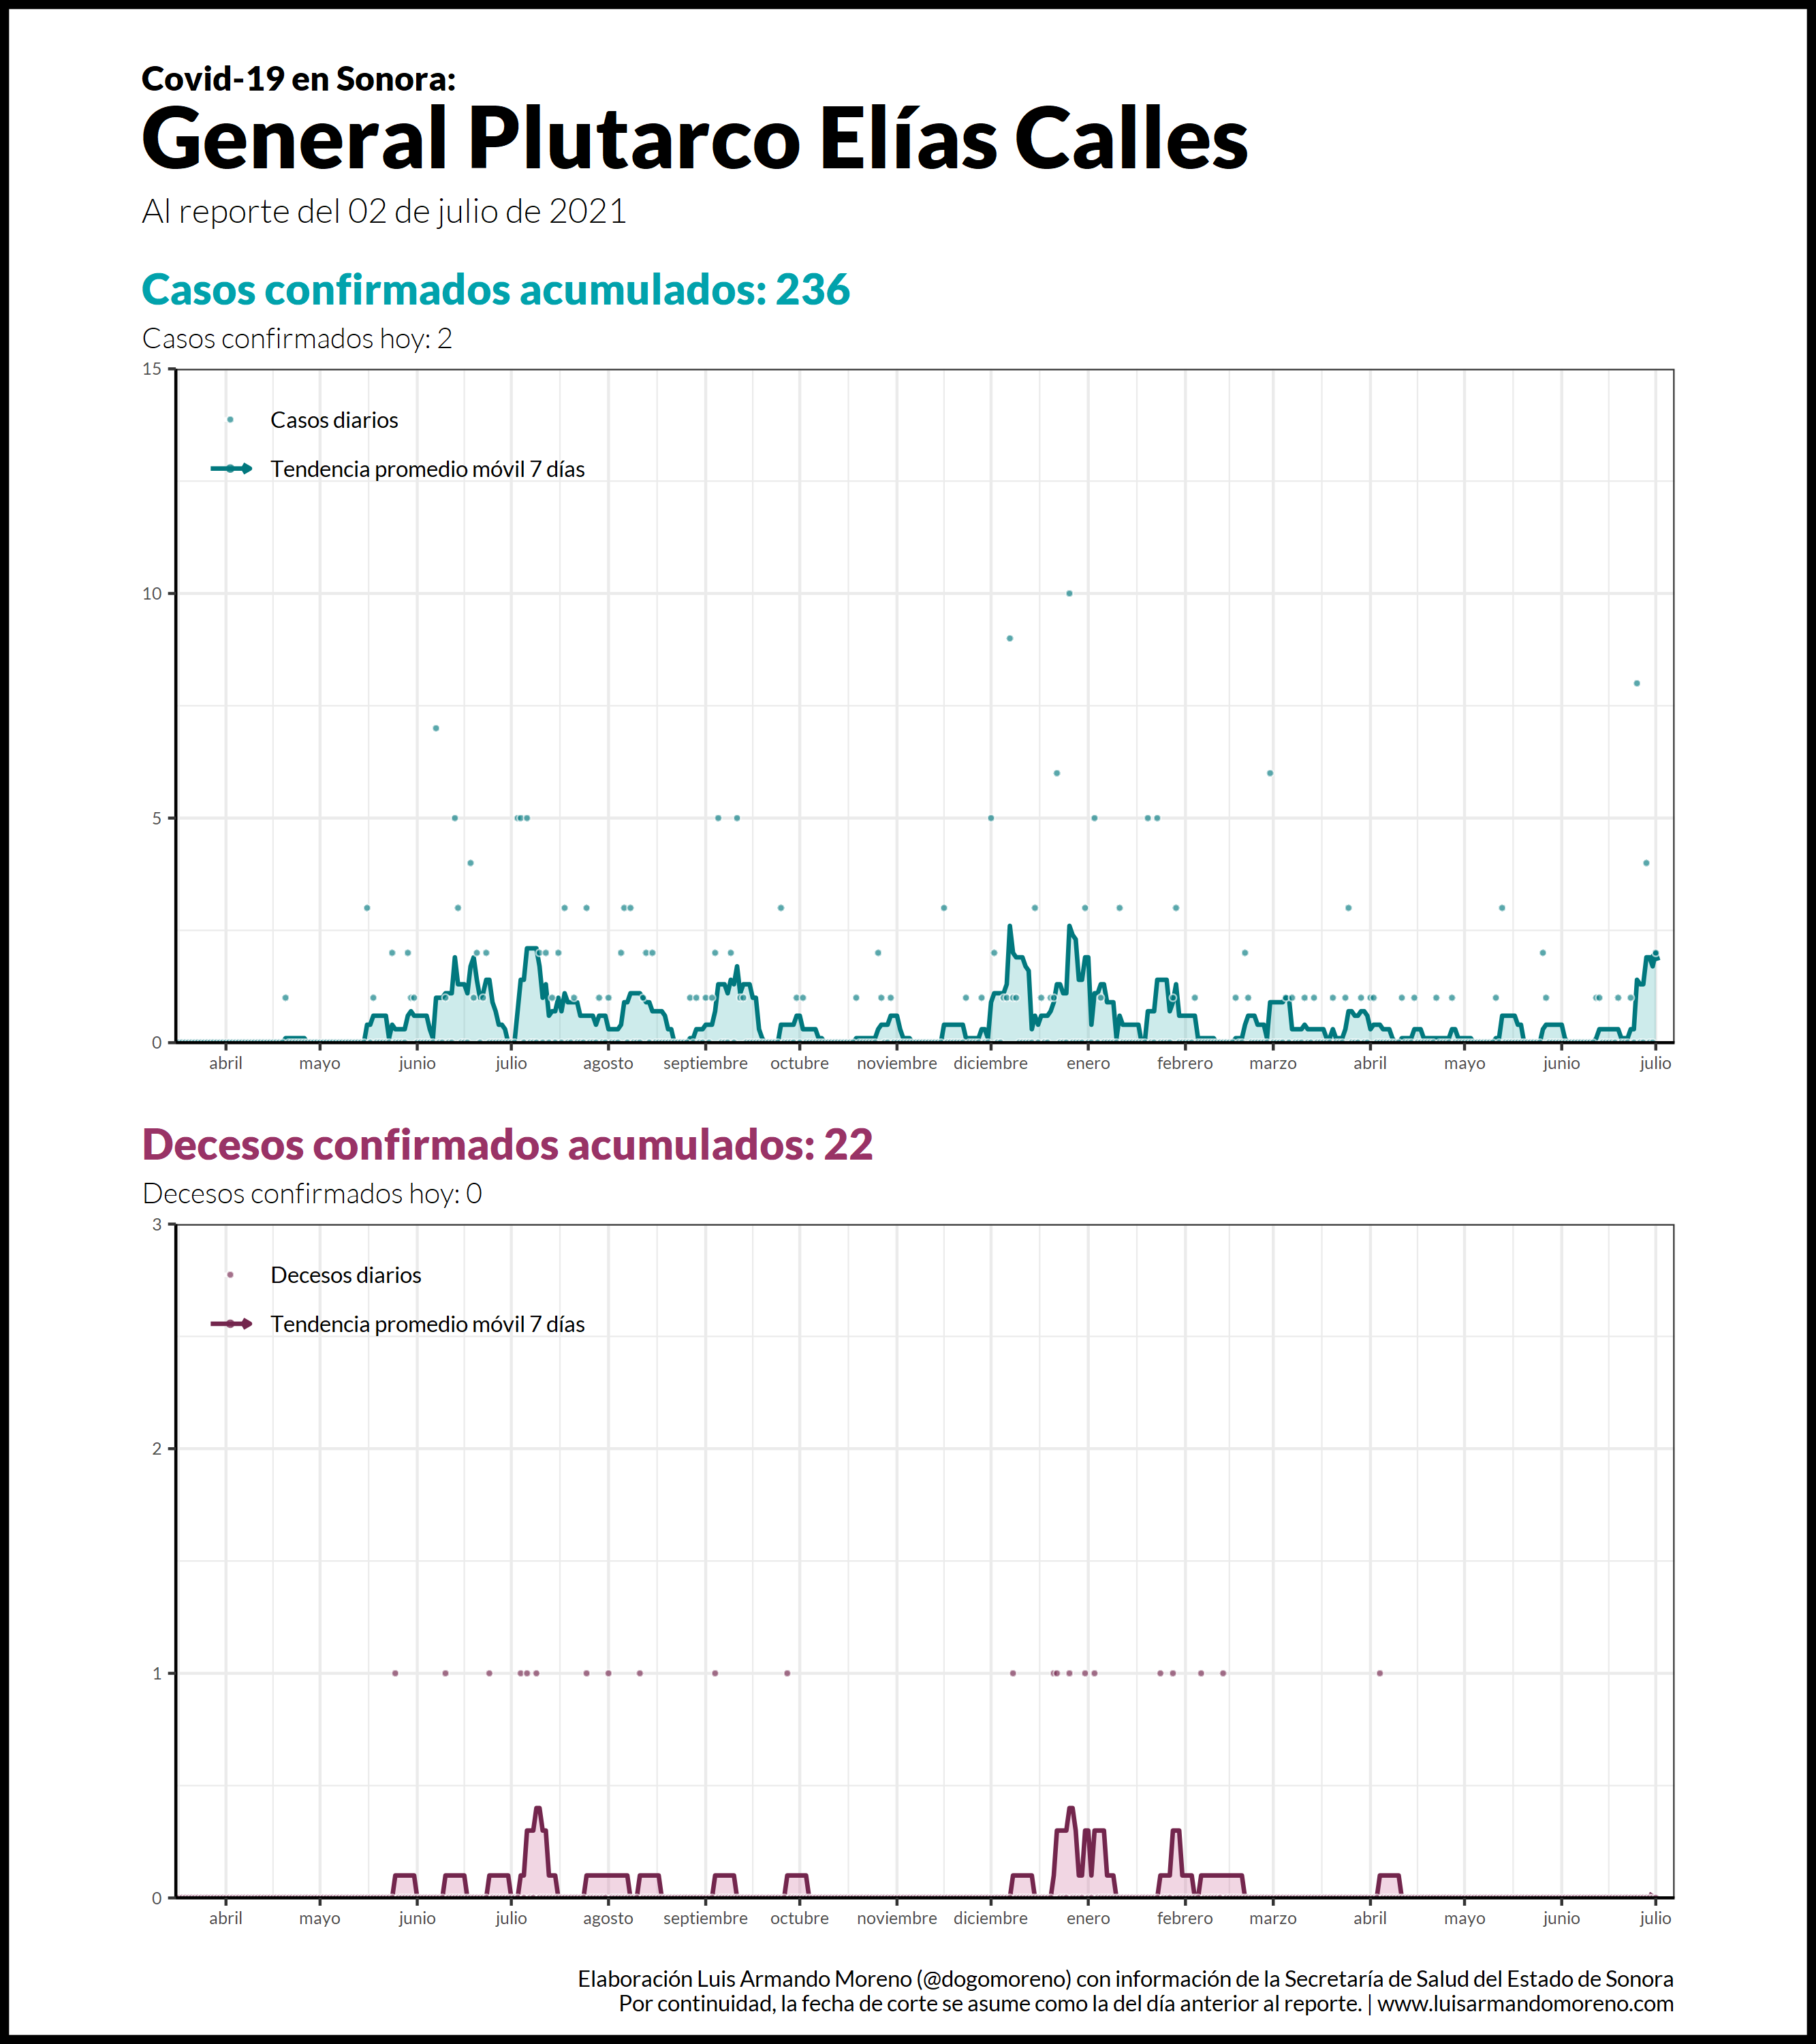 Covid-19 en Sonora:
General Plutarco Elías Calles
Al reporte del 02 de julio de 2021
Casos confirmados acumulados: 236
Casos confirmados hoy: 2
15
Casos diarios
Tendencia promedio móvil 7 días
10
5
0
abril mayo junio julio agosto septiembre octubre noviembre diciembre enero febrero marzo abril mayo junio julio
Decesos confirmados acumulados: 22
Decesos confirmados hoy: 0
3
Decesos diarios
Tendencia promedio móvil 7 días
2
1
0
abril mayo junio julio agosto septiembre octubre noviembre diciembre enero febrero marzo abril mayo junio julio
Elaboración Luis Armando Moreno (@dogomoreno) con información de la Secretaría de Salud del Estado de Sonora
Por continuidad, la fecha de corte se asume como la del día anterior al reporte. | www.luisarmandomoreno.com